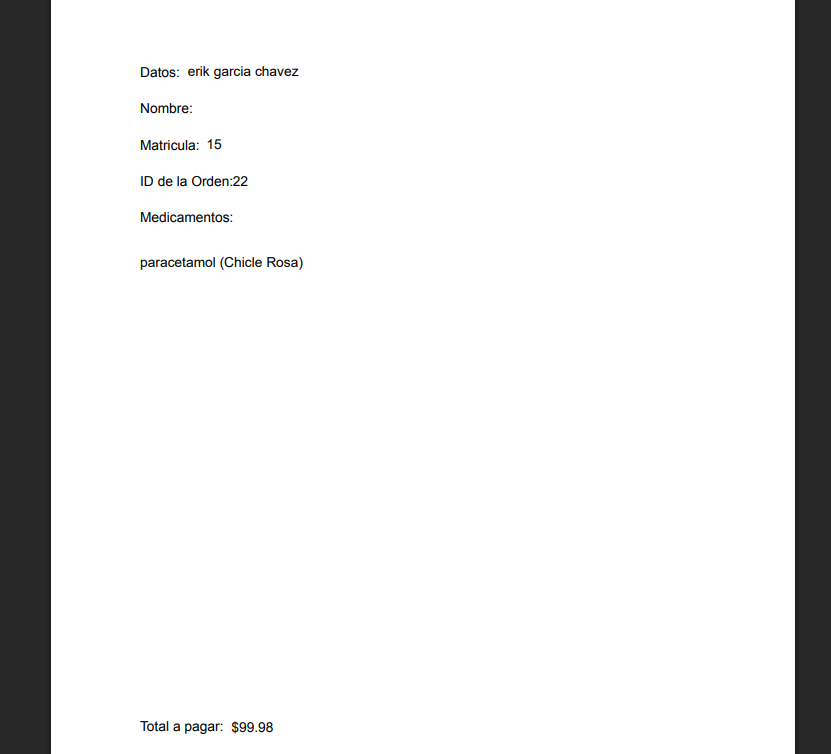 Datos: erik garcia chavez
Nombre:
Matricula: 15
ID de la Orden:22
Medicamentos:
paracetamol (Chicle Rosa)
Total a pagar: $99.98